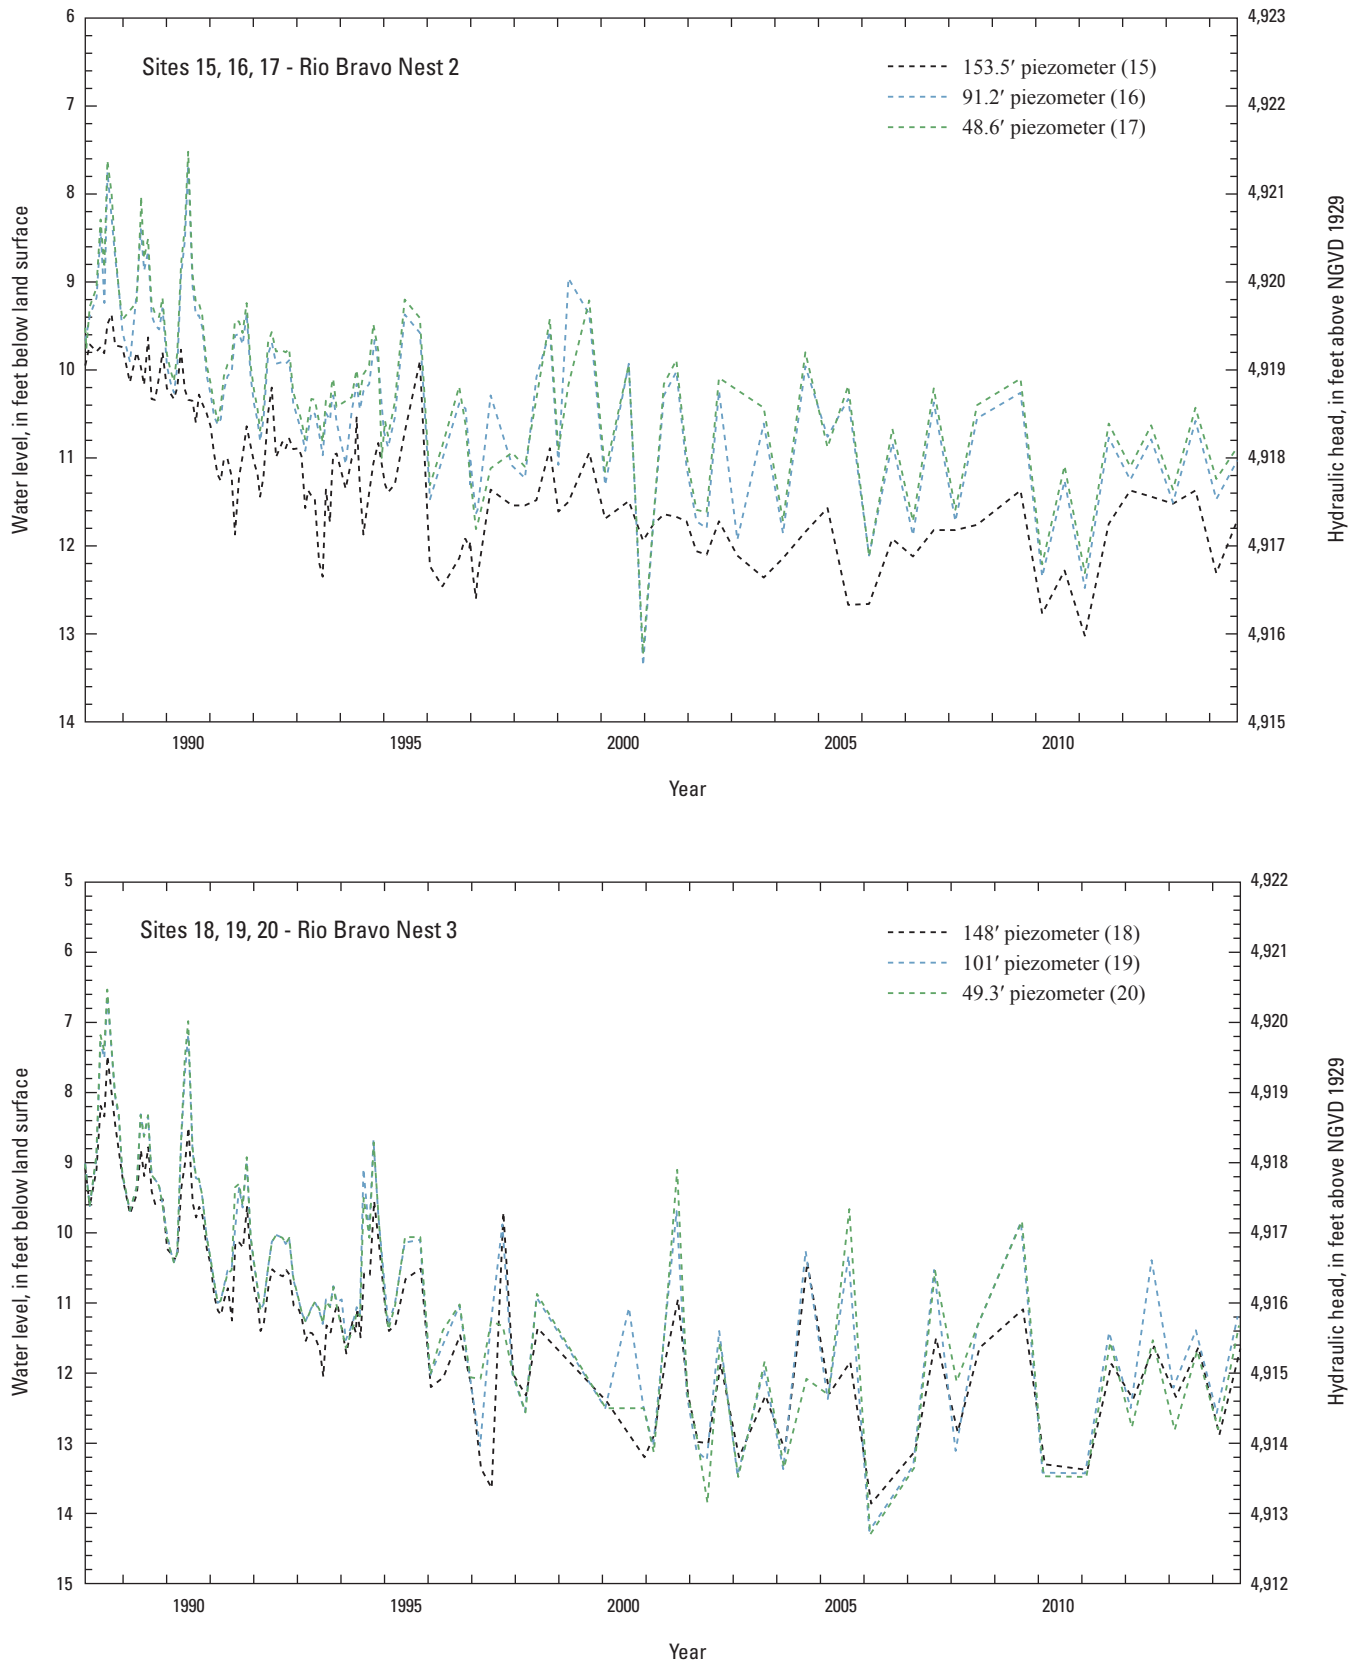 6
4,923
Sites 15, 16, 17 - Rio Bravo Nest 2
153.5′ piezometer (15)
91.2′ piezometer (16)
48.6′ piezometer (17)
7
4,922
8
4,921
9
4,920
10
4,919
11
4,918
12
4,917
13
4,916
14
4,915
Water level, in feet below land surface
Hydraulic head, in feet above NGVD 1929
1990 1995 2000 2005 2010
Year
5
4,922
Sites 18, 19, 20 - Rio Bravo Nest 3
148′ piezometer (18)
101′ piezometer (19)
49.3′ piezometer (20)
6
4,921
7
4,920
8
4,919
9
4,918
10
4,917
11
4,916
12
4,915
13
4,914
14
4,913
15
4,912
Water level, in feet below land surface
Hydraulic head, in feet above NGVD 1929
1990 1995 2000 2005 2010
Year